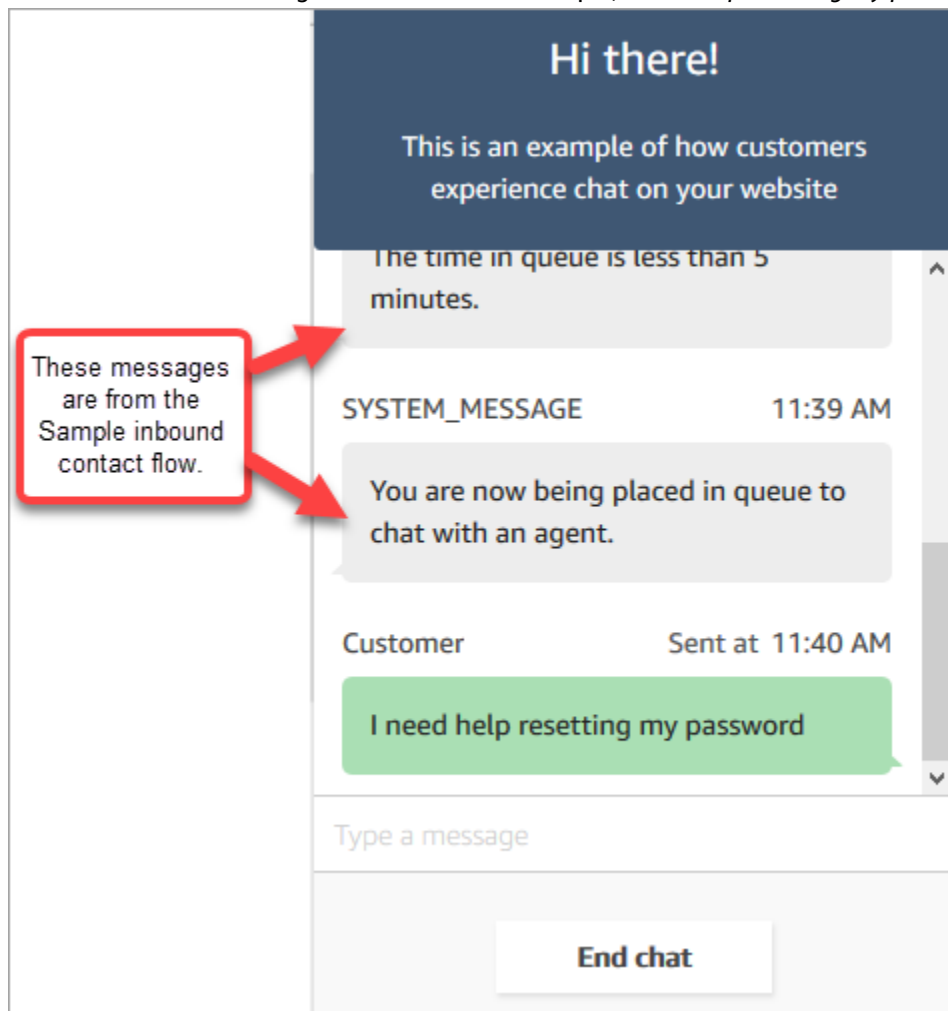 Hi there!
This is an example of how customers
experience chat on your website
The time in queue is less than 5
minutes.
These messages
are from the
Sample inbound
contact flow.
SYSTEM_MESSAGE 11:39 AM
You are now being placed in queue to
chat with an agent.
Customer Sent at 11:40 AM
I need help resetting my password
Type a message
End chat